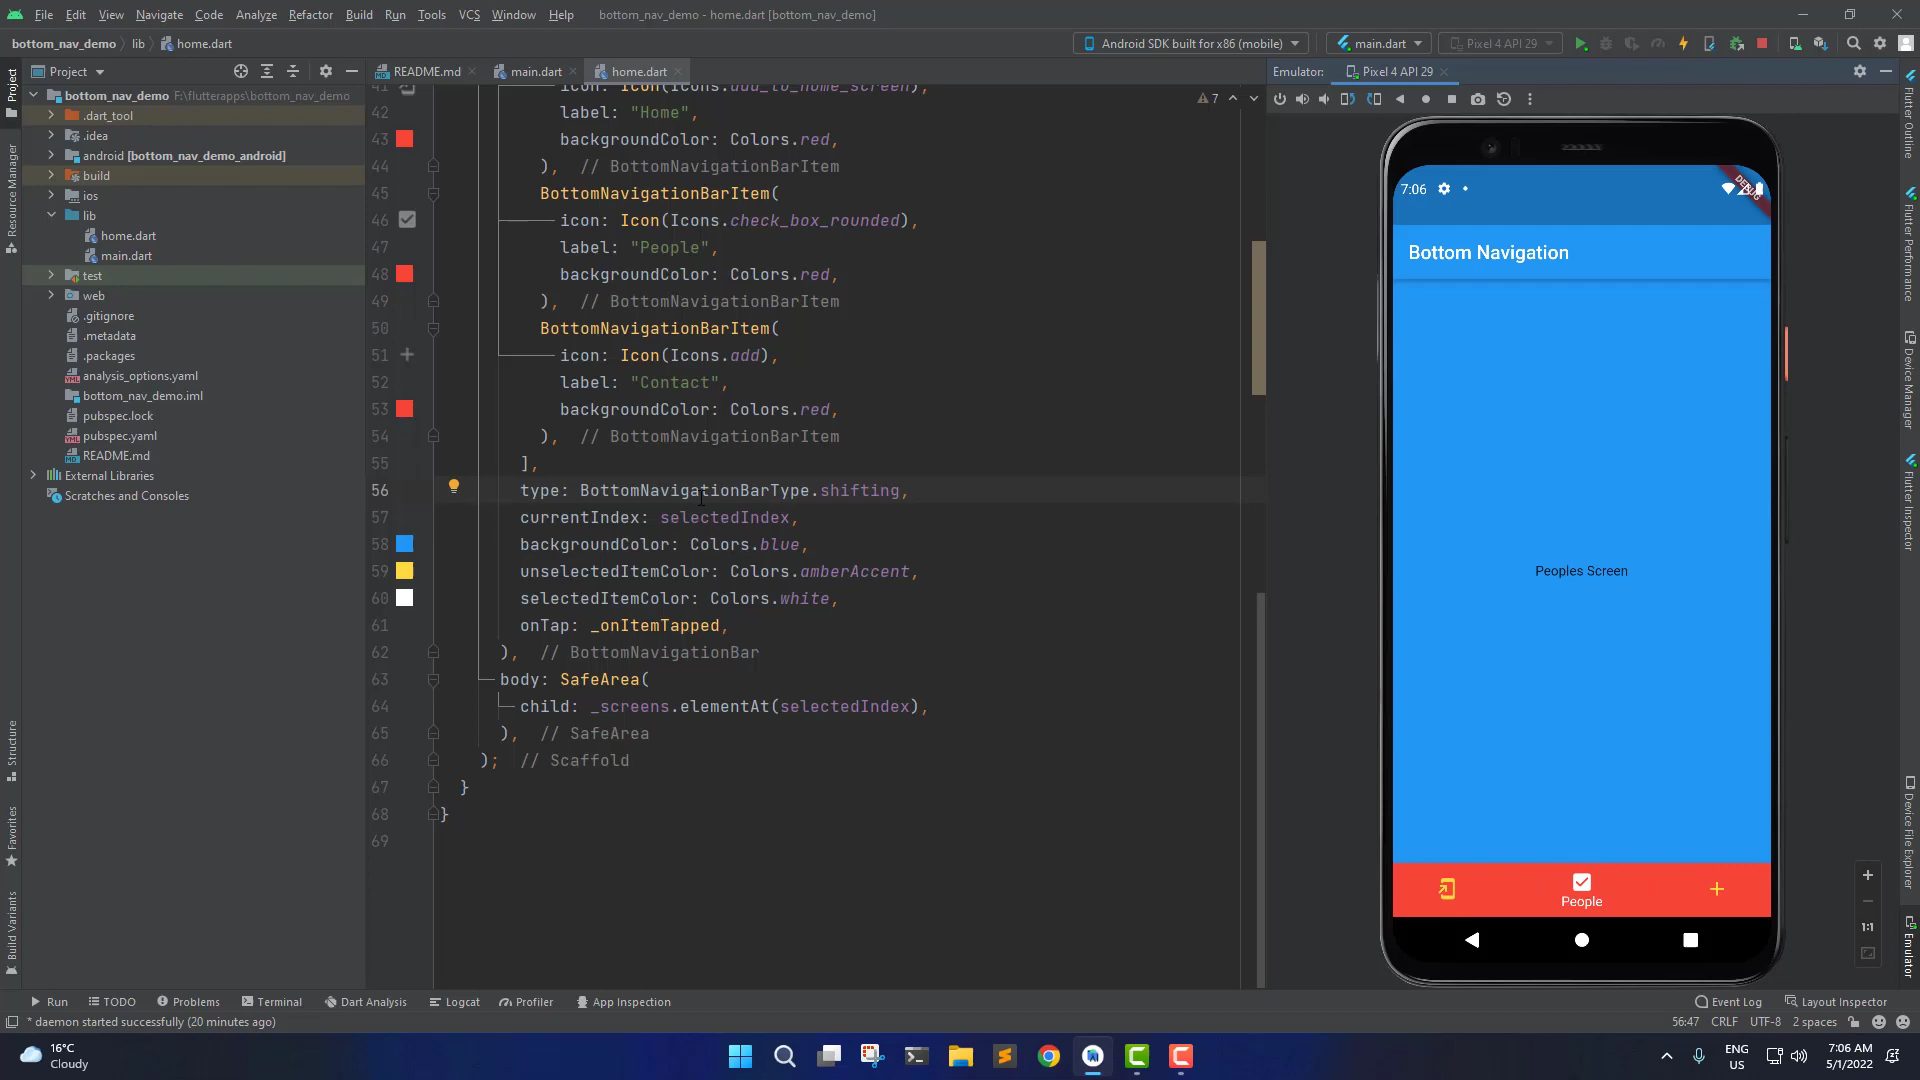 File Edit View Navigate Code Analyze Refactor Build Run Tools VCS Window Help bottom_nav_demo - home.dart [bottom_nav_demo]
bottom_nav_demo lib home.dart Android SDK built for x86 (mobile) main.dart Pixel 4 API 29
Project README.md main.dart home.dart Emulator: Pixel 4 API 29
bottom_nav_demo F:\flutterapps\bottom_nav_demo
.dart_tool
.idea
android [bottom_nav_demo_android]
build
ios
lib
home.dart
main.dart
test
web
.gitignore
.metadata
.packages
analysis_options.yaml
bottom_nav_demo.iml
pubspec.lock
pubspec.yaml
README.md
External Libraries
Scratches and Consoles
Project
Resource Manager
Structure
Favorites
Build Variants
7
41 icon: Icon(Icons.add_to_home_screen),
42 label: "Home",
43 backgroundColor: Colors.red,
44 ), // BottomNavigationBarItem
45 BottomNavigationBarItem(
46 icon: Icon(Icons.check_box_rounded),
47 label: "People",
48 backgroundColor: Colors.red,
49 ), // BottomNavigationBarItem
50 BottomNavigationBarItem(
51 icon: Icon(Icons.add),
52 label: "Contact",
53 backgroundColor: Colors.red,
54 ), // BottomNavigationBarItem
55 ],
56 type: BottomNavigationBarType.shifting,
57 currentIndex: selectedIndex,
58 backgroundColor: Colors.blue,
59 unselectedItemColor: Colors.amberAccent,
60 selectedItemColor: Colors.white,
61 onTap: _onItemTapped,
62 ), // BottomNavigationBar
63 body: SafeArea(
64 child: _screens.elementAt(selectedIndex),
65 ), // SafeArea
66 ); // Scaffold
67 }
68 }
69
7:06
DEBUG
Bottom Navigation
Peoples Screen
People
1:1
Flutter Outline
Flutter Performance
Device Manager
Flutter Inspector
Device File Explorer
Emulator
Run TODO Problems Terminal Dart Analysis Logcat Profiler App Inspection Event Log Layout Inspector
* daemon started successfully (20 minutes ago) 56:47 CRLF UTF-8 2 spaces
16°C
Cloudy
ENG
US
7:06 AM
5/1/2022